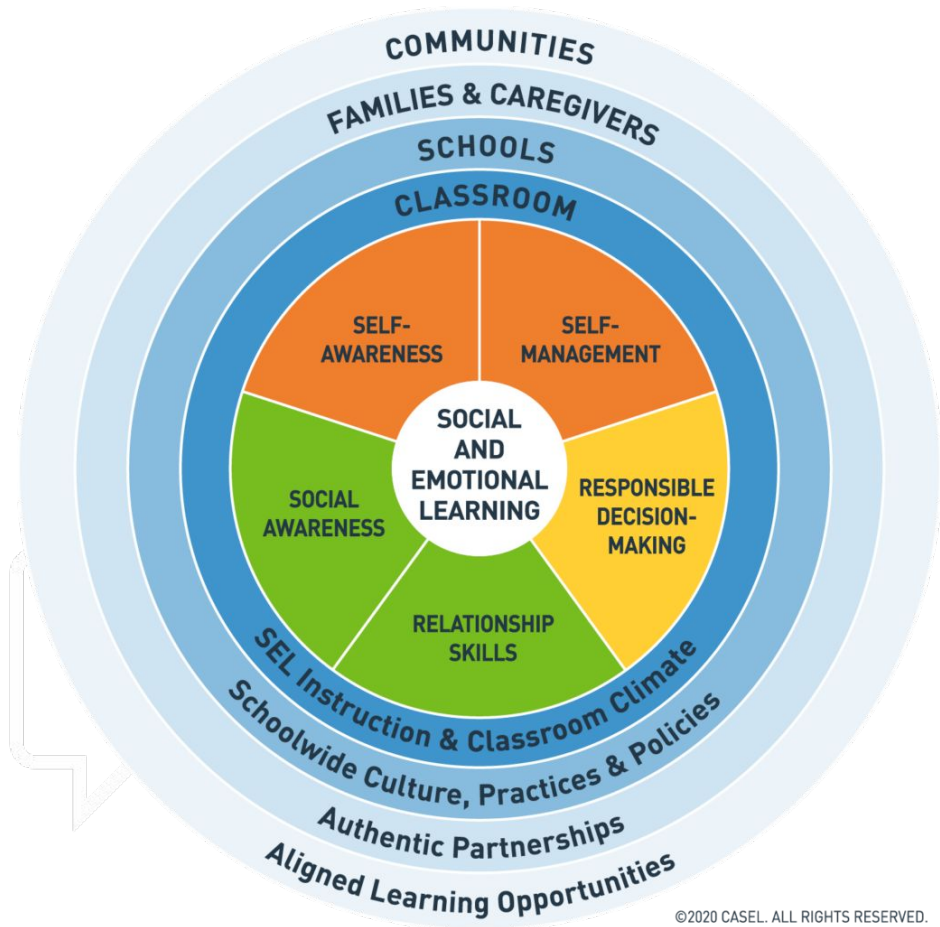 COMMUNITIES
FAMILIES & CAREGIVERS
SCHOOLS
CLASSROOM
SELF-
AWARENESS
SELF-
MANAGEMENT
SOCIAL
AND
EMOTIONAL
LEARNING
SOCIAL
AWARENESS
RESPONSIBLE
DECISION-
MAKING
RELATIONSHIP
SKILLS
SEL Instruction & Classroom Climate
Schoolwide Culture, Practices & Policies
Authentic Partnerships
Aligned Learning Opportunities
©2020 CASEL. ALL RIGHTS RESERVED.